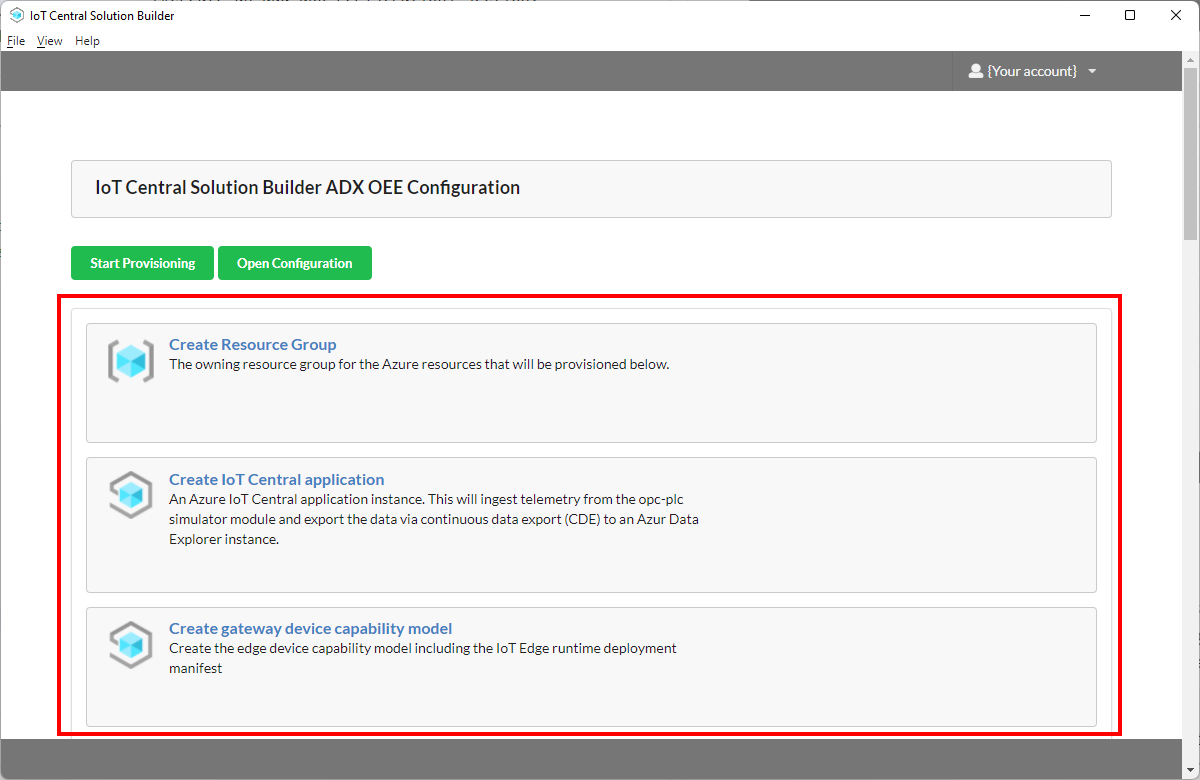 IoT Central Solution Builder
File View Help
{Your account}
IoT Central Solution Builder ADX OEE Configuration
Start Provisioning Open Configuration
Create Resource Group
The owning resource group for the Azure resources that will be provisioned below.
Create IoT Central application
An Azure IoT Central application instance. This will ingest telemetry from the opc-plc
simulator module and export the data via continuous data export (CDE) to an Azur Data
Explorer instance.
Create gateway device capability model
Create the edge device capability model including the IoT Edge runtime deployment
manifest